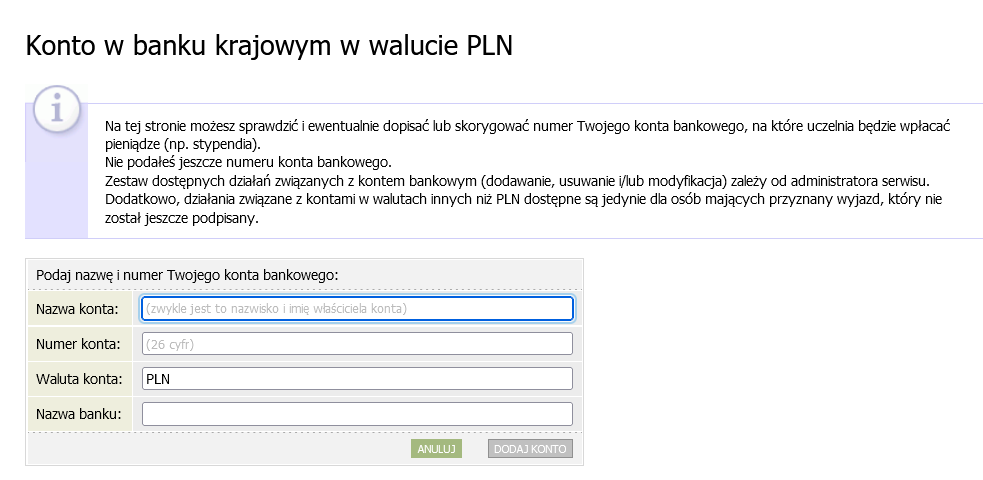 Konto w banku krajowym w walucie PLN
i
Na tej stronie możesz sprawdzić i ewentualnie dopisać lub skorygować numer Twojego konta bankowego, na które uczelnia będzie wpłacać
pieniądze (np. stypendia).
Nie podałeś jeszcze numeru konta bankowego.
Zestaw dostępnych działań związanych z kontem bankowym (dodawanie, usuwanie i/lub modyfikacja) zależy od administratora serwisu.
Dodatkowo, działania związane z kontami w walutach innych niż PLN dostępne są jedynie dla osób mających przyznany wyjazd, który nie
został jeszcze podpisany.
Podaj nazwę i numer Twojego konta bankowego:
Nazwa konta: (zwykle jest to nazwisko i imię właściciela konta)
Numer konta: (26 cyfr)
Waluta konta: PLN
Nazwa banku:
ANULUJ DODAJ KONTO